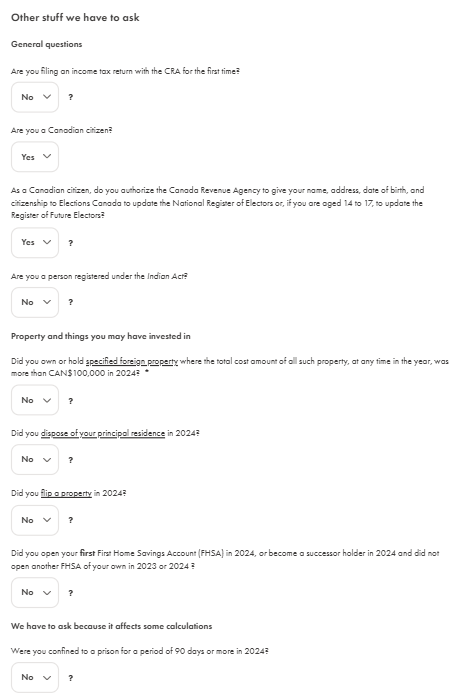 Other stuff we have to ask
General questions
Are you filing an income tax return with the CRA for the first time?
No ?
Are you a Canadian citizen?
Yes
As a Canadian citizen, do you authorize the Canada Revenue Agency to give your name, address, date of birth, and
citizenship to Elections Canada to update the National Register of Electors or, if you are aged 14 to 17, to update the
Register of Future Electors?
Yes ?
Are you a person registered under the Indian Act?
No ?
Property and things you may have invested in
Did you own or hold specified foreign property where the total cost amount of all such property, at any time in the year, was
more than CAN$100,000 in 2024? *
No ?
Did you dispose of your principal residence in 2024?
No ?
Did you flip a property in 2024?
No ?
Did you open your first First Home Savings Account (FHSA) in 2024, or become a successor holder in 2024 and did not
open another FHSA of your own in 2023 or 2024 ?
No ?
We have to ask because it affects some calculations
Were you confined to a prison for a period of 90 days or more in 2024?
No ?